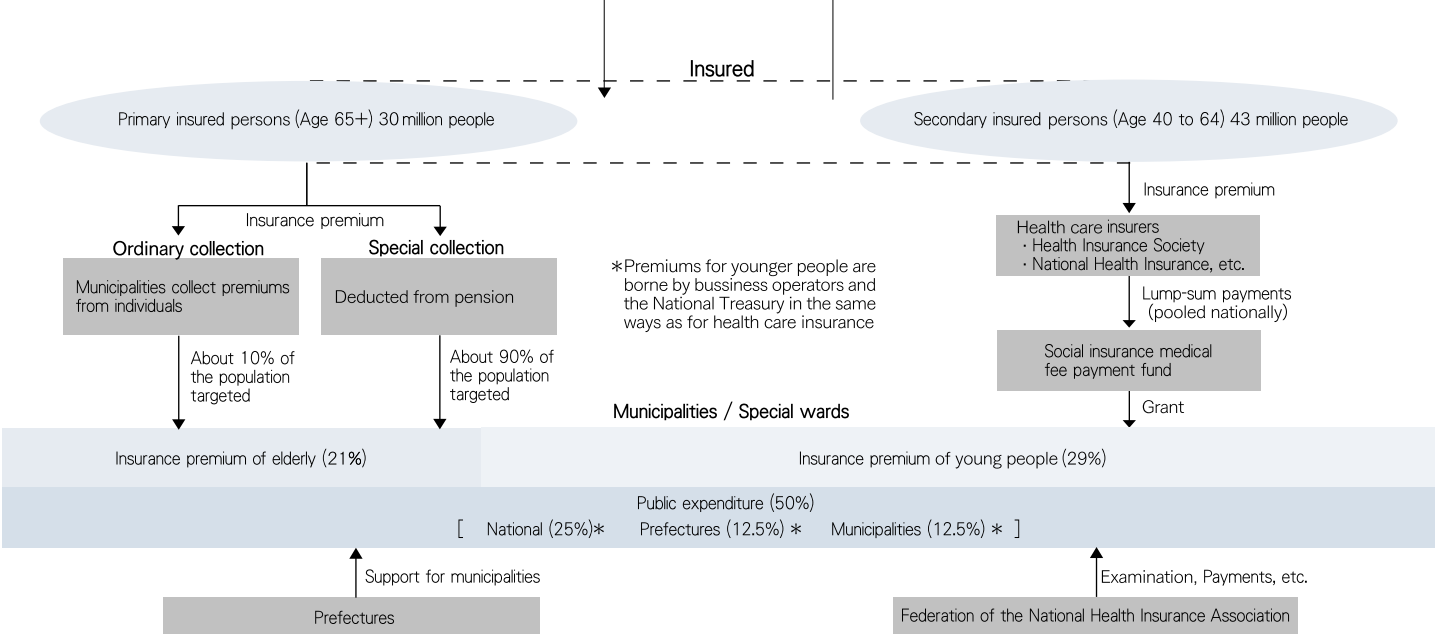 Insured
Primary insured persons (Age 65+) 30 million people
Secondary insured persons (Age 40 to 64) 43 million people
Insurance premium
Insurance premium
Ordinary collection
Special collection
Municipalities collect premiums
from individuals
Deducted from pension
Health care insurers
・Health Insurance Society
・National Health Insurance, etc.
*Premiums for younger people are
borne by bussiness operators and
the National Treasury in the same
ways as for health care insurance
Lump-sum payments
(pooled nationally)
Social insurance medical
fee payment fund
About 10% of
the population
targeted
About 90% of
the population
targeted
Grant
Municipalities / Special wards
Insurance premium of elderly (21%)
Insurance premium of young people (29%)
Public expenditure (50%)
[ National (25%)* Prefectures (12.5%) * Municipalities (12.5%) * ]
Support for municipalities
Examination, Payments, etc.
Prefectures
Federation of the National Health Insurance Association